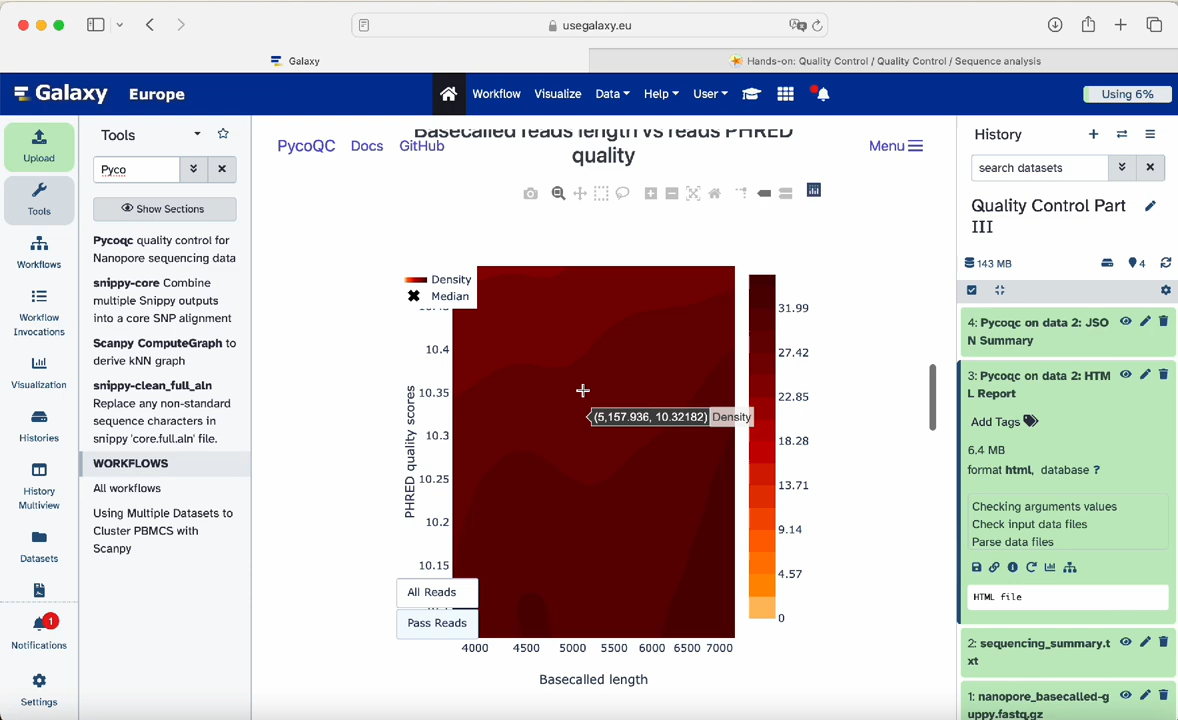 usegalaxy.eu
Galaxy
Hands-on: Quality Control / Quality Control / Sequence analysis
Galaxy Europe
Workflow Visualize Data Help User
Using 6%
Upload
Tools
Workflows
Workflow
Invocations
Visualization
Histories
History
Multiview
Datasets
1
Notifications
Settings
Tools
Pyco
Show Sections
Pycoqc quality control for
Nanopore sequencing data
snippy-core Combine
multiple Snippy outputs
into a core SNP alignment
Scanpy ComputeGraph to
derive kNN graph
snippy-clean_full_aln
Replace any non-standard
sequence characters in
snippy 'core.full.aln' file.
WORKFLOWS
All workflows
Using Multiple Datasets to
Cluster PBMCS with
Scanpy
PycoQC Docs GitHub
Menu
Basecalled reads length vs reads PHRED
quality
Density
Median
10.4
10.35
10.3
10.25
10.2
10.15
PHRED quality scores
(5,157.936, 10.32182) Density
31.99
27.42
22.85
18.28
13.71
9.14
4.57
0
All Reads
Pass Reads
4000 4500 5000 5500 6000 6500 7000
Basecalled length
History
search datasets
Quality Control Part
III
143 MB
4
4: Pycoqc on data 2: JSO
N Summary
3: Pycoqc on data 2: HTM
L Report
Add Tags
6.4 MB
format html, database ?
Checking arguments values
Check input data files
Parse data files
HTML file
2: sequencing_summary.t
xt
1: nanopore_basecalled-g
uppy.fastq.gz